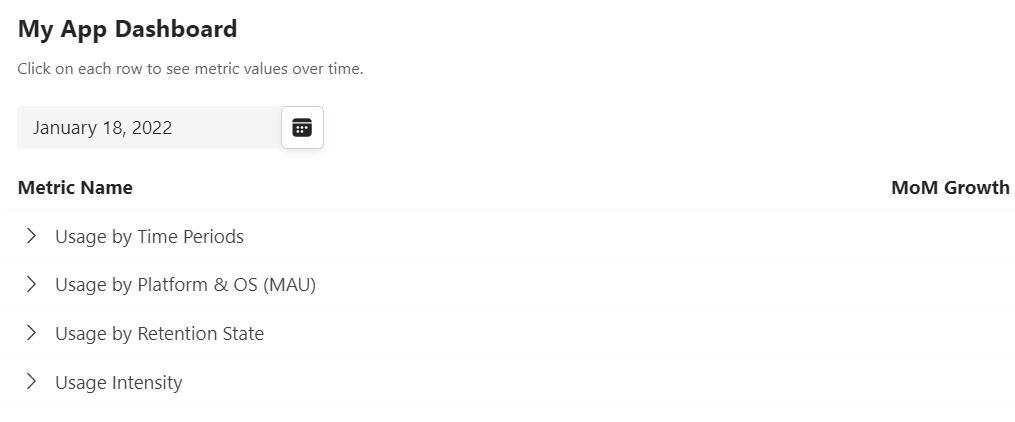 My App Dashboard
Click on each row to see metric values over time.
January 18, 2022
Metric Name MoM Growth
Usage by Time Periods
Usage by Platform & OS (MAU)
Usage by Retention State
Usage Intensity